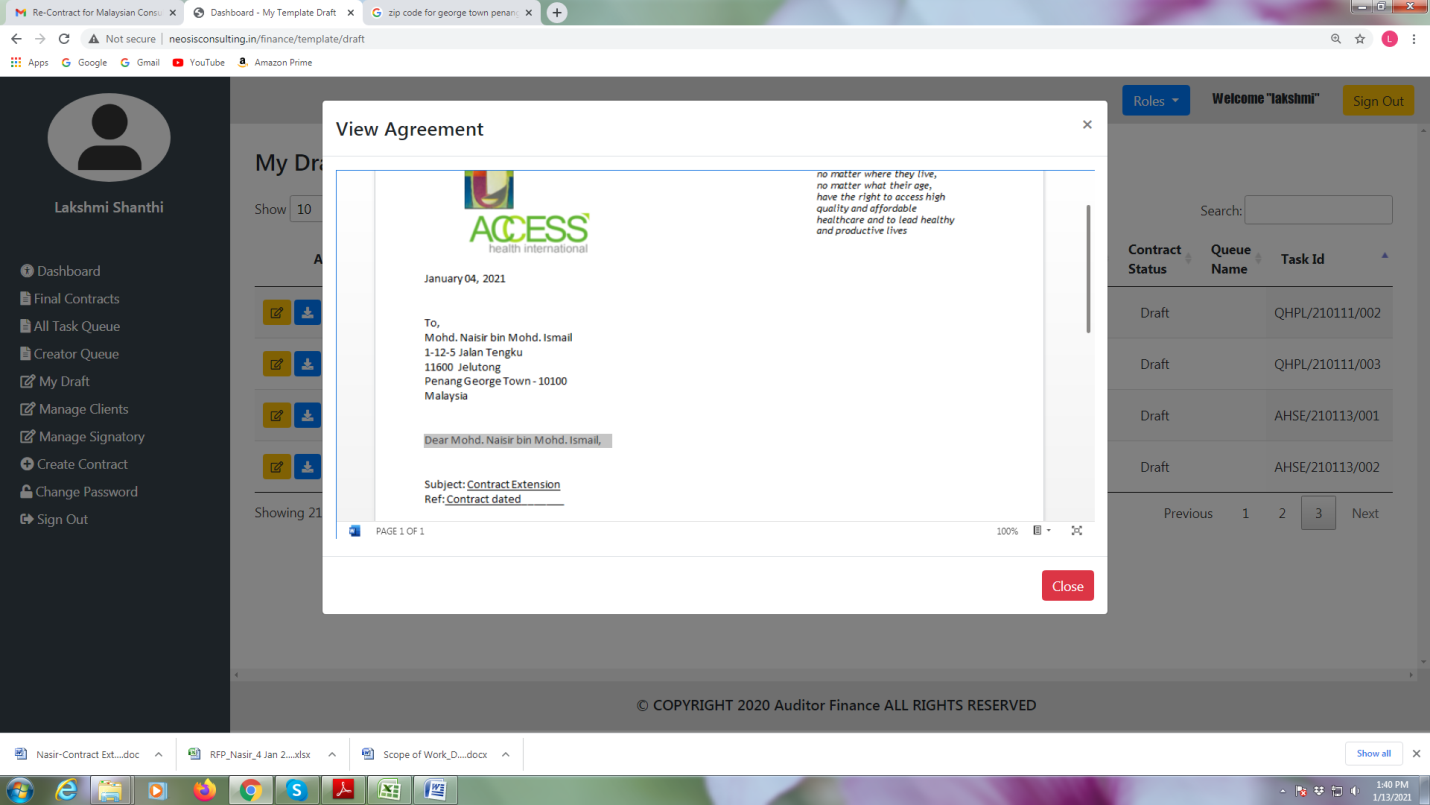 Re-Contract for Malaysian Consu
Dashboard - My Template Draft
zip code for george town penang
Not secure
neosisconsulting.in/finance/template/draft
L
Apps
Google
Gmail
YouTube
Amazon Prime
Lakshmi Shanthi
Dashboard
Final Contracts
All Task Queue
Creator Queue
My Draft
Manage Clients
Manage Signatory
Create Contract
Change Password
Sign Out
Roles
Welcome "lakshmi"
Sign Out
My Dra
Show 10
Search:
A
Contract Status
Queue Name
Task Id
Draft QHPL/210111/002
Draft QHPL/210111/003
Draft AHSE/210113/001
Draft AHSE/210113/002
Showing 21
Previous 1 2 3 Next
View Agreement
×
ACCESS
health international
no matter where they live,
no matter what their age,
have the right to access high
quality and affordable
healthcare and to lead healthy
and productive lives
January 04, 2021
To,
Mohd. Naisir bin Mohd. Ismail
1-12-5 Jalan Tengku
11600 Jelutong
Penang George Town - 10100
Malaysia
Dear Mohd. Naisir bin Mohd. Ismail,
Subject: Contract Extension
Ref: Contract dated________
PAGE 1 OF 1
100%
Close
© COPYRIGHT 2020 Auditor Finance ALL RIGHTS RESERVED
Nasir-Contract Ext....doc
RFP_Nasir_4 Jan 2....xlsx
Scope of Work_D....docx
Show all
1:40 PM
1/13/2021